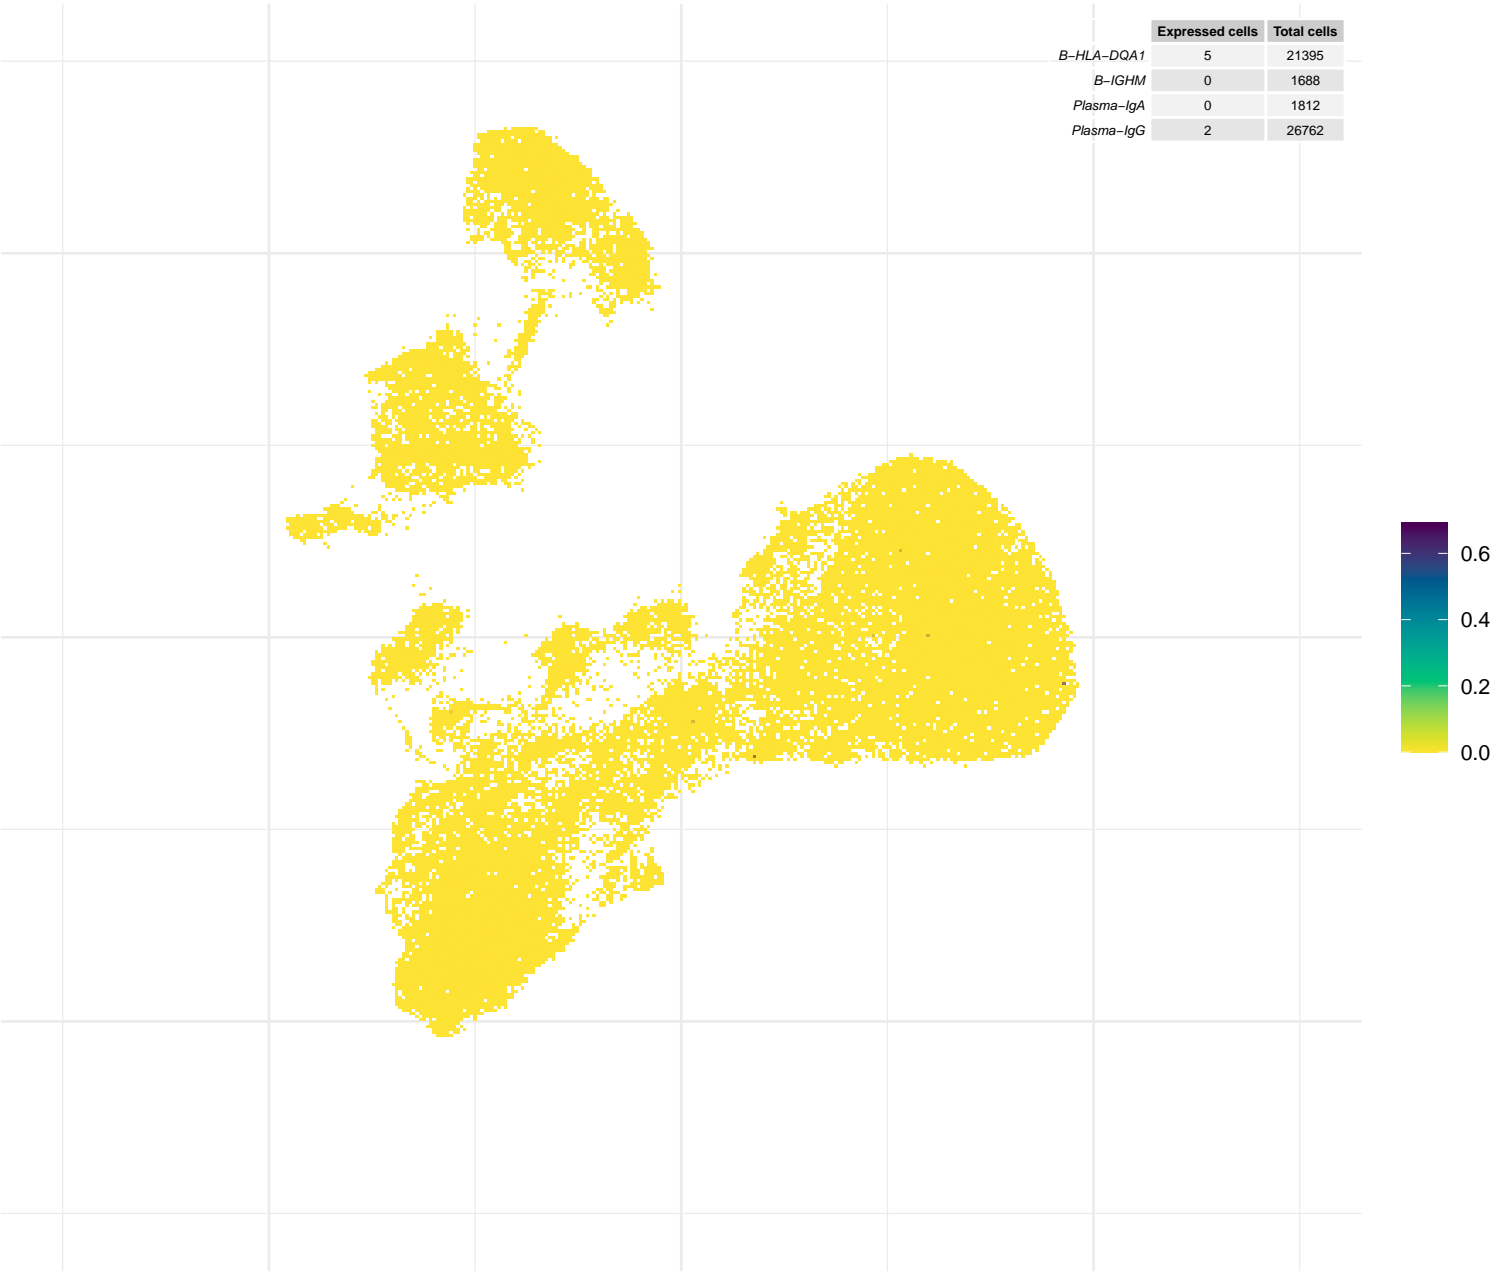 Expressed cells Total cells
B−HLA−DQA1 5 21395
B−IGHM 0 1688
Plasma−IgA 0 1812
Plasma−IgG 2 26762
0.6
0.4
0.2
0.0